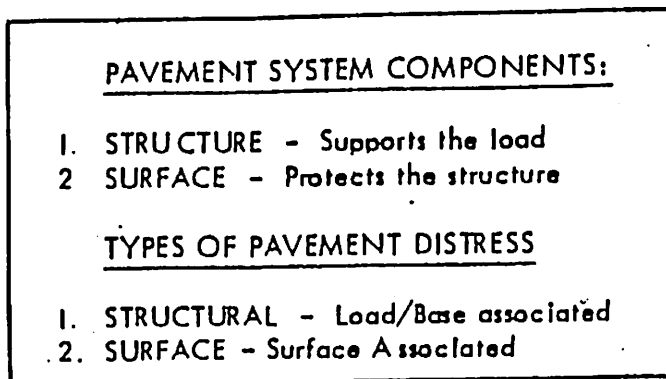 PAVEMENT SYSTEM COMPONENTS:
1. STRUCTURE - Supports the load
2 SURFACE - Protects the structure
TYPES OF PAVEMENT DISTRESS
1. STRUCTURAL - Load/Base associated
2. SURFACE - Surface Associated